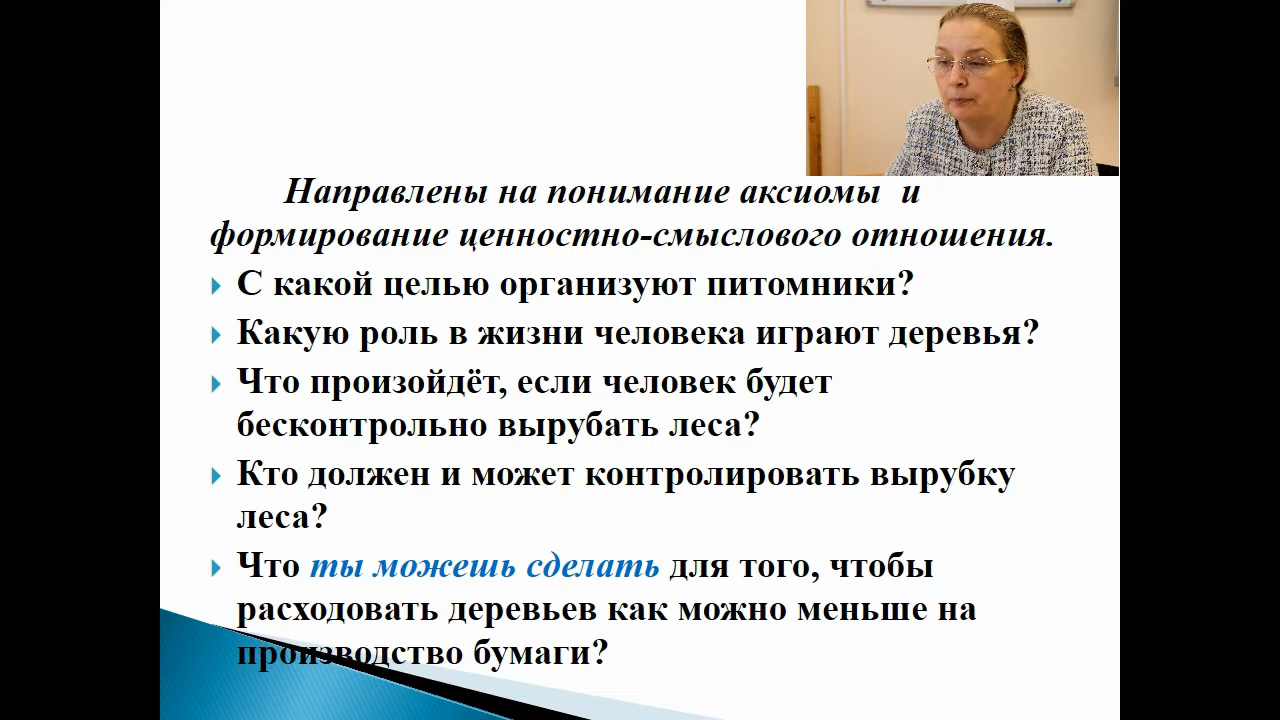 Направлены на понимание аксиомы и
формирование ценностно-смыслового отношения.
С какой целью организуют питомники?
Какую роль в жизни человека играют деревья?
Что произойдёт, если человек будет
бесконтрольно вырубать леса?
Кто должен и может контролировать вырубку
леса?
Что ты можешь сделать для того, чтобы
расходовать деревьев как можно меньше на
производство бумаги?